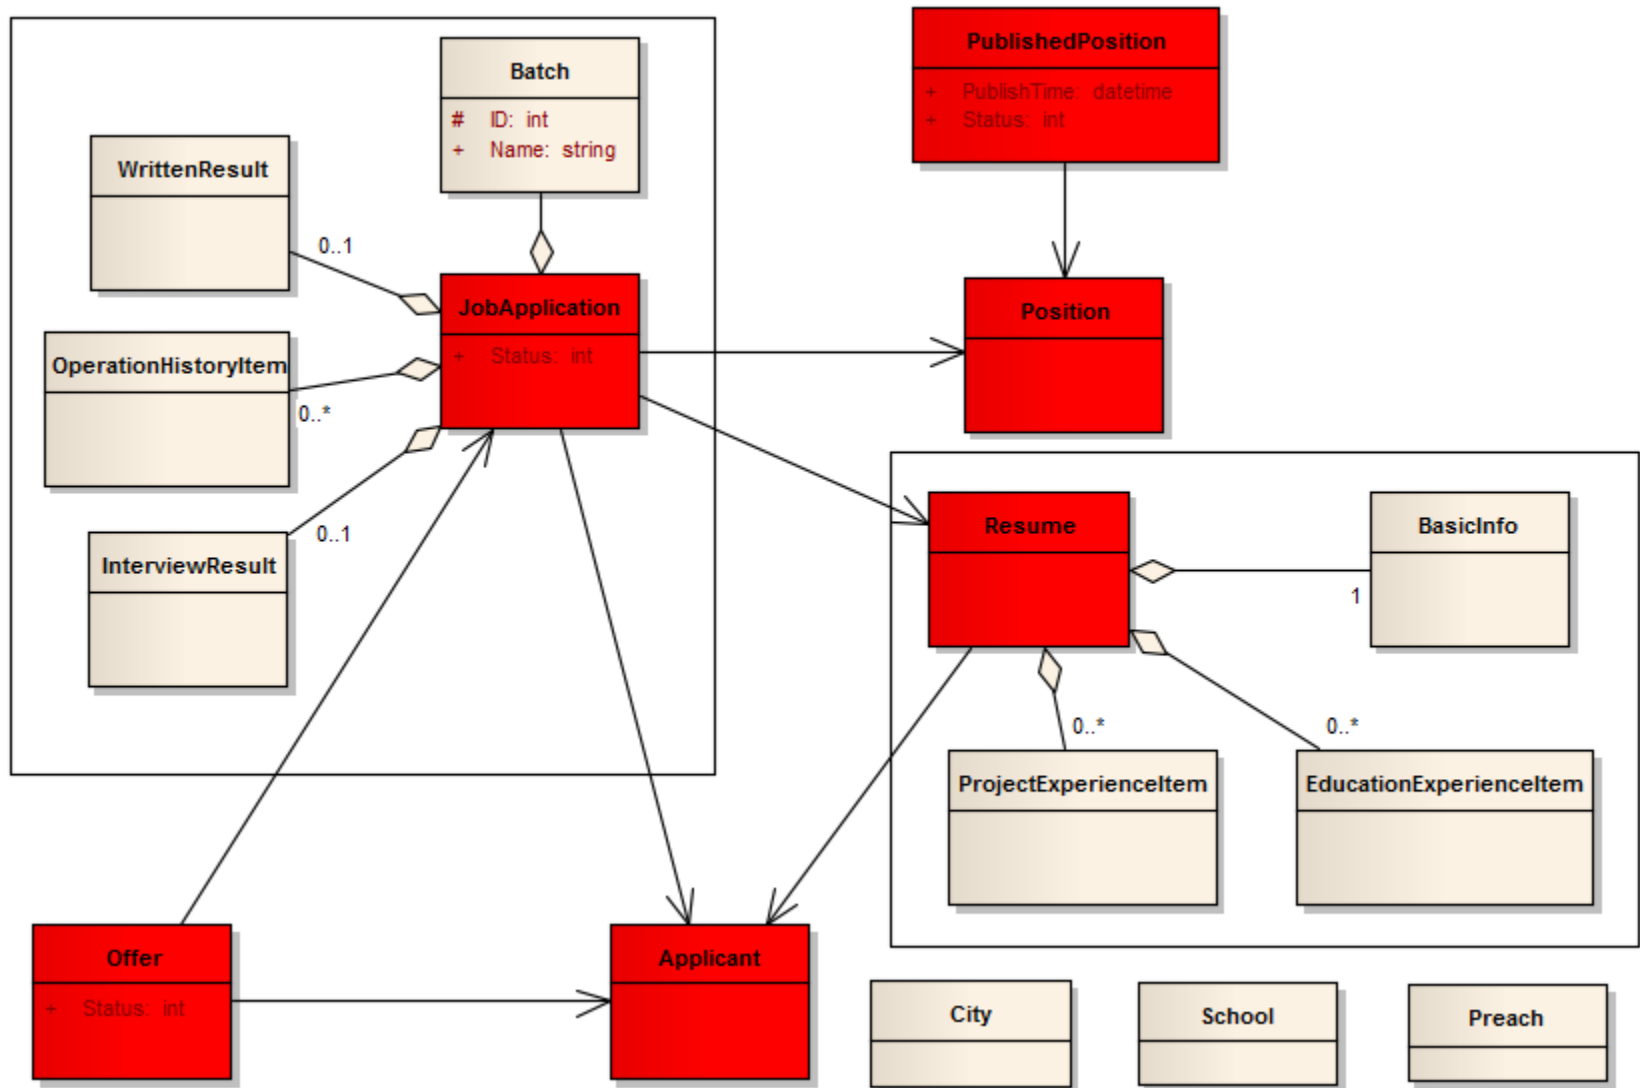 PublishedPosition
+ PublishTime: datetime
+ Status: int
Batch
# ID: int
+ Name: string
WrittenResult
0..1
JobApplication
+ Status: int
Position
OperationHistoryItem
0..*
InterviewResult
0..1
Resume
BasicInfo
1
0..*
0..*
ProjectExperienceItem
EducationExperienceItem
Offer
+ Status: int
Applicant
City
School
Preach